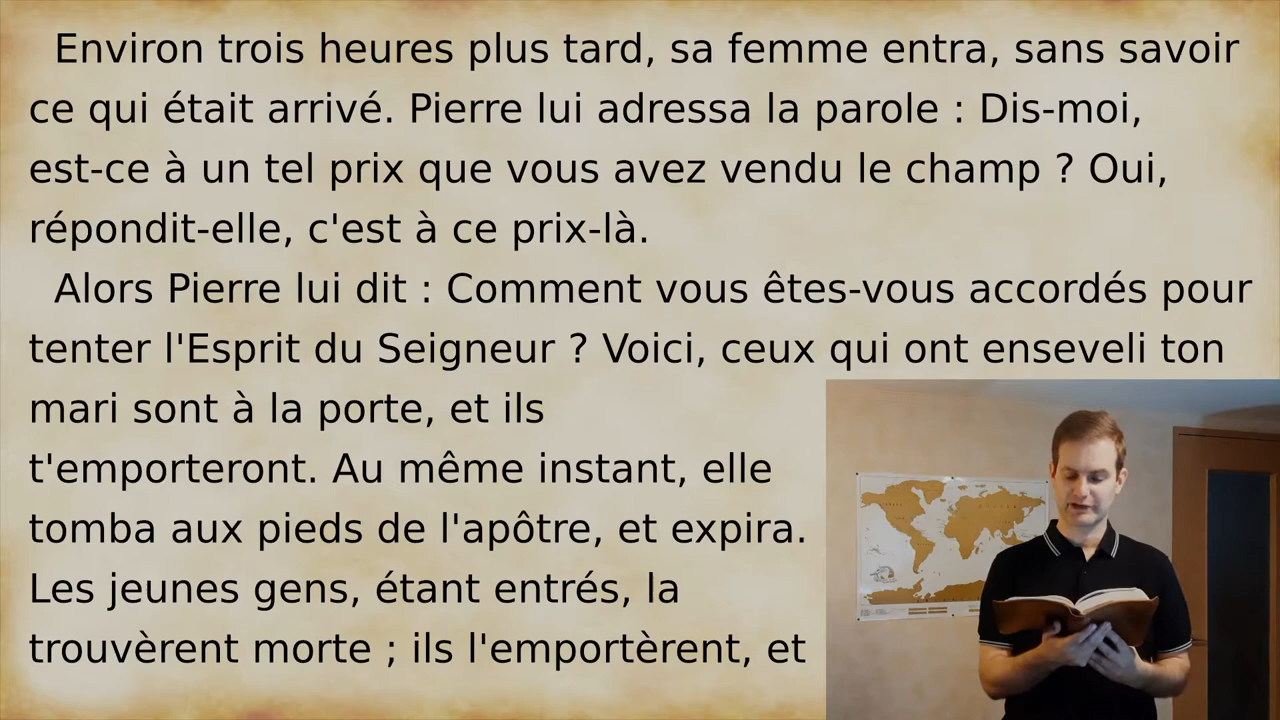 Environ trois heures plus tard, sa femme entra, sans savoir
ce qui était arrivé. Pierre lui adressa la parole : Dis-moi,
est-ce à un tel prix que vous avez vendu le champ ? Oui,
répondit-elle, c'est à ce prix-là.
Alors Pierre lui dit : Comment vous êtes-vous accordés pour
tenter l'Esprit du Seigneur ? Voici, ceux qui ont enseveli ton
mari sont à la porte, et ils
t'emporteront. Au même instant, elle
tomba aux pieds de l'apôtre, et expira.
Les jeunes gens, étant entrés, la
trouvèrent morte ; ils l'emportèrent, et